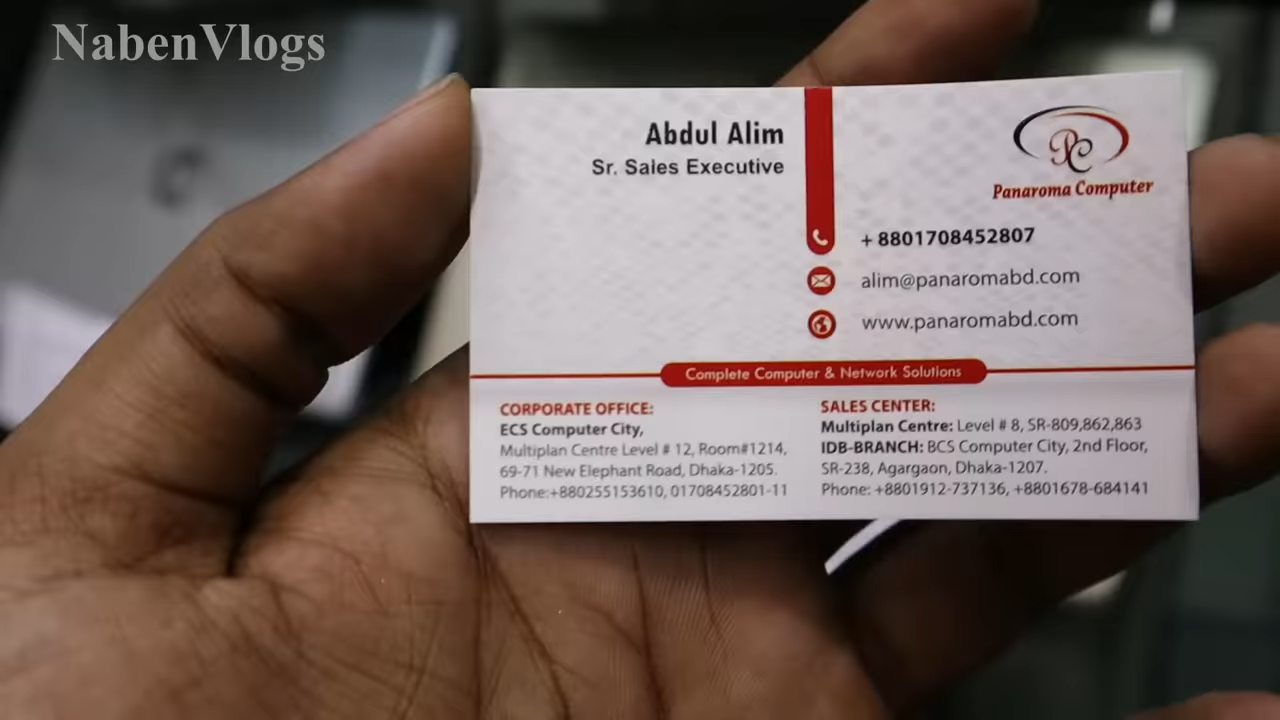 NabenVlogs
Abdul Alim
Sr. Sales Executive
PC
Panaroma Computer
+ 8801708452807
alim@panaromabd.com
www.panaromabd.com
Complete Computer & Network Solutions
CORPORATE OFFICE:
ECS Computer City,
Multiplan Centre Level # 12, Room#1214,
69-71 New Elephant Road, Dhaka-1205.
Phone:+880255153610, 01708452801-11
SALES CENTER:
Multiplan Centre: Level # 8, SR-809,862,863
IDB-BRANCH: BCS Computer City, 2nd Floor,
SR-238, Agargaon, Dhaka-1207.
Phone: +8801912-737136, +8801678-684141